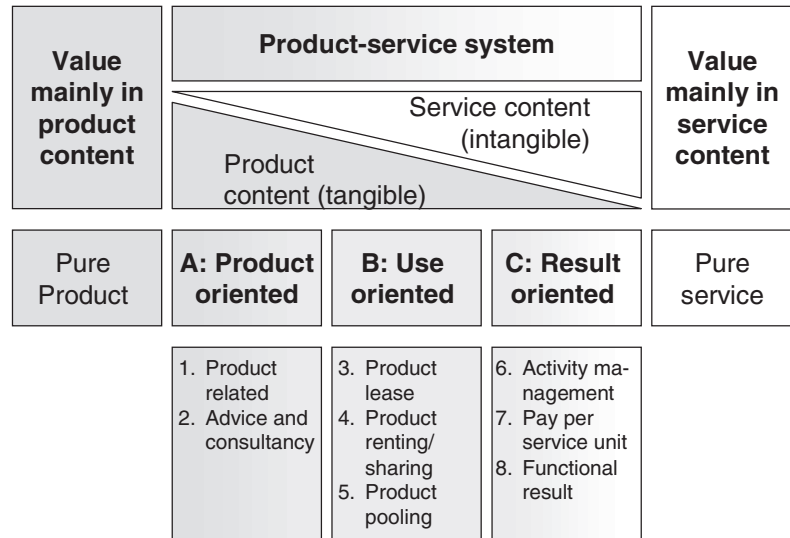 Value
mainly in
product
content
Product-service system
Service content
(intangible)
Product
content (tangible)
Value
mainly in
service
content
Pure
Product
A: Product
oriented
B: Use
oriented
C: Result
oriented
Pure
service
1. Product
related
2. Advice and
consultancy
3. Product
lease
4. Product
renting/
sharing
5. Product
pooling
6. Activity ma-
nagement
7. Pay per
service unit
8. Functional
result